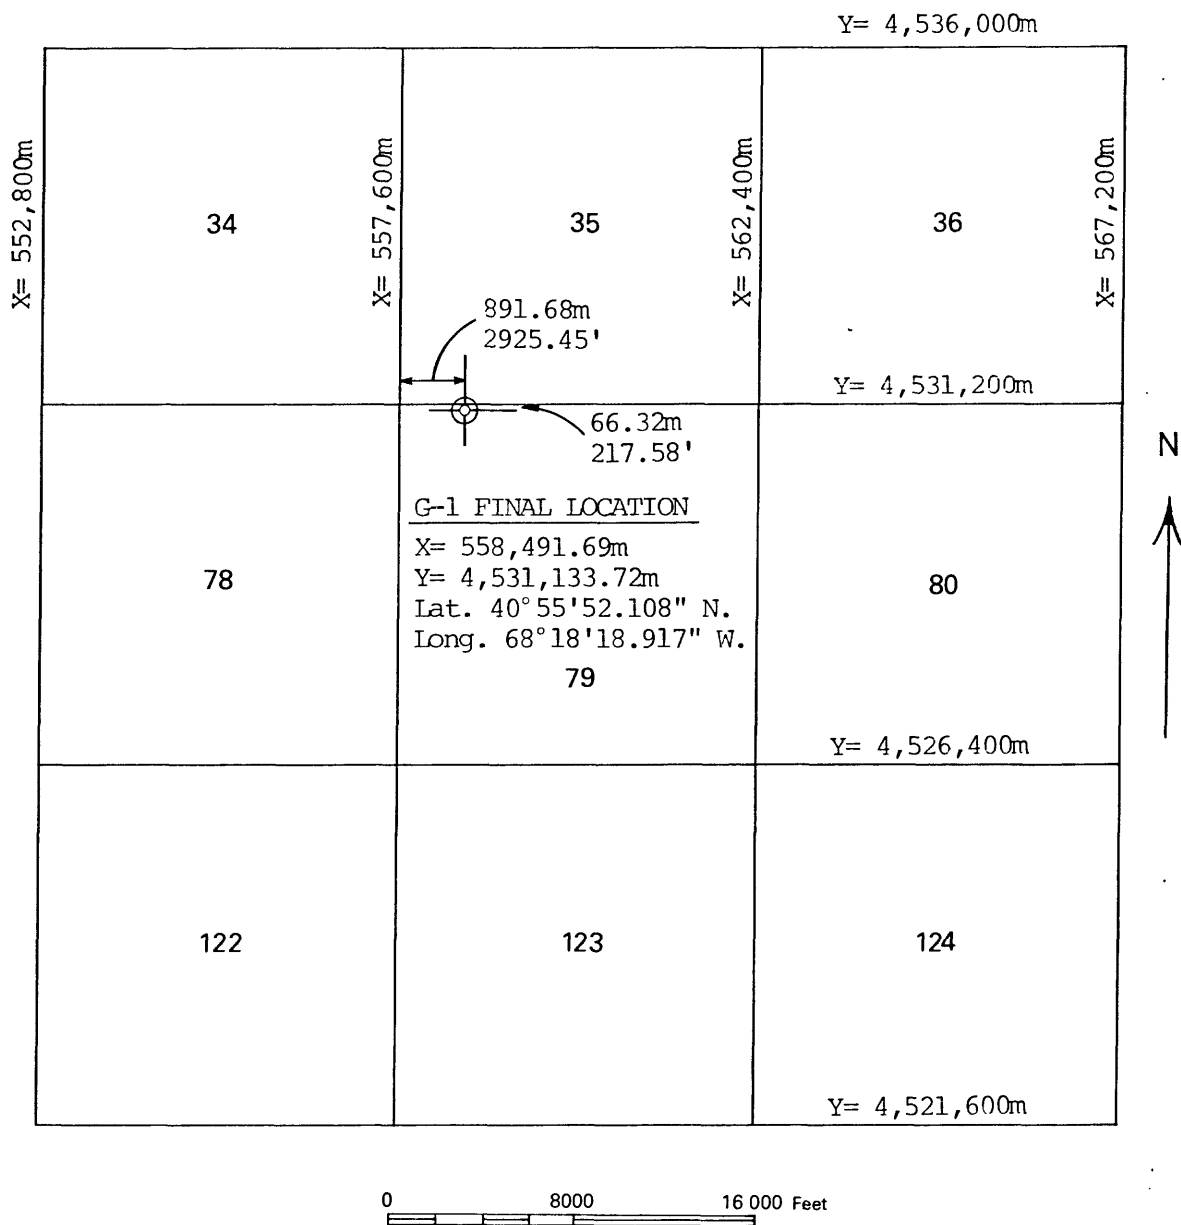 Y= 4,536,000m
X= 552,800m
X= 557,600m
X= 562,400m
X= 567,200m
34
35
36
891.68m
2925.45'
Y= 4,531,200m
66.32m
217.58'
N
G-1 FINAL LOCATION
X= 558,491.69m
Y= 4,531,133.72m
Lat. 40°55'52.108" N.
Long. 68°18'18.917" W.
78
79
80
Y= 4,526,400m
122
123
124
Y= 4,521,600m
0 8000 16 000 Feet